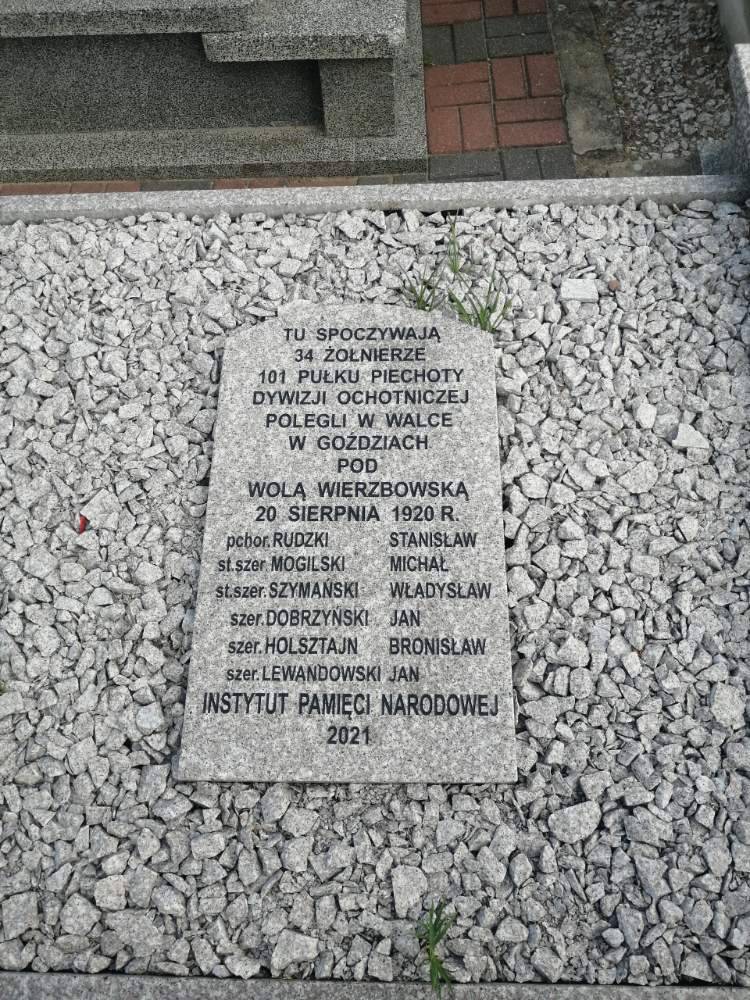 TU SPOCZYWAJĄ
34 ŻOŁNIERZE
101 PUŁKU PIECHOTY
DYWIZJI OCHOTNICZEJ
POLEGLI W WALCE
W GOŹDZIACH
POD
WOLĄ WIERZBOWSKĄ
20 SIERPNIA 1920 R.
pchor. RUDZKI STANISŁAW
st.szer MOGILSKI MICHAŁ
st.szer. SZYMAŃSKI WŁADYSŁAW
szer. DOBRZYŃSKI JAN
szer. HOLSZTAJN BRONISŁAW
szer. LEWANDOWSKI JAN
INSTYTUT PAMIĘCI NARODOWEJ
2021